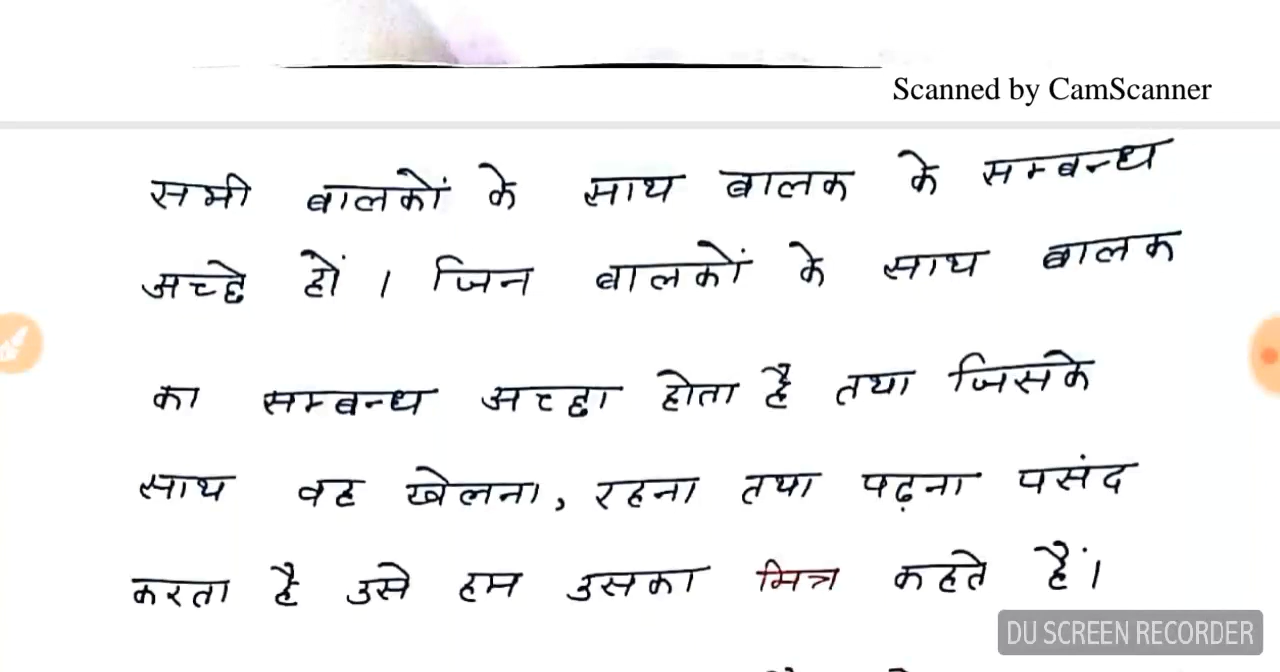 Scanned by CamScanner
सभी बालकों के साथ बालक के सम्बन्ध
अच्छे हों । जिन बालकों के साथ बालक
का सम्बन्ध अच्छा होता है तथा जिसके
साथ वह खेलना, रहना तथा पढ़ना पसंद
करता है उसे हम उसका मित्र कहते हैं।
DU SCREEN RECORDER